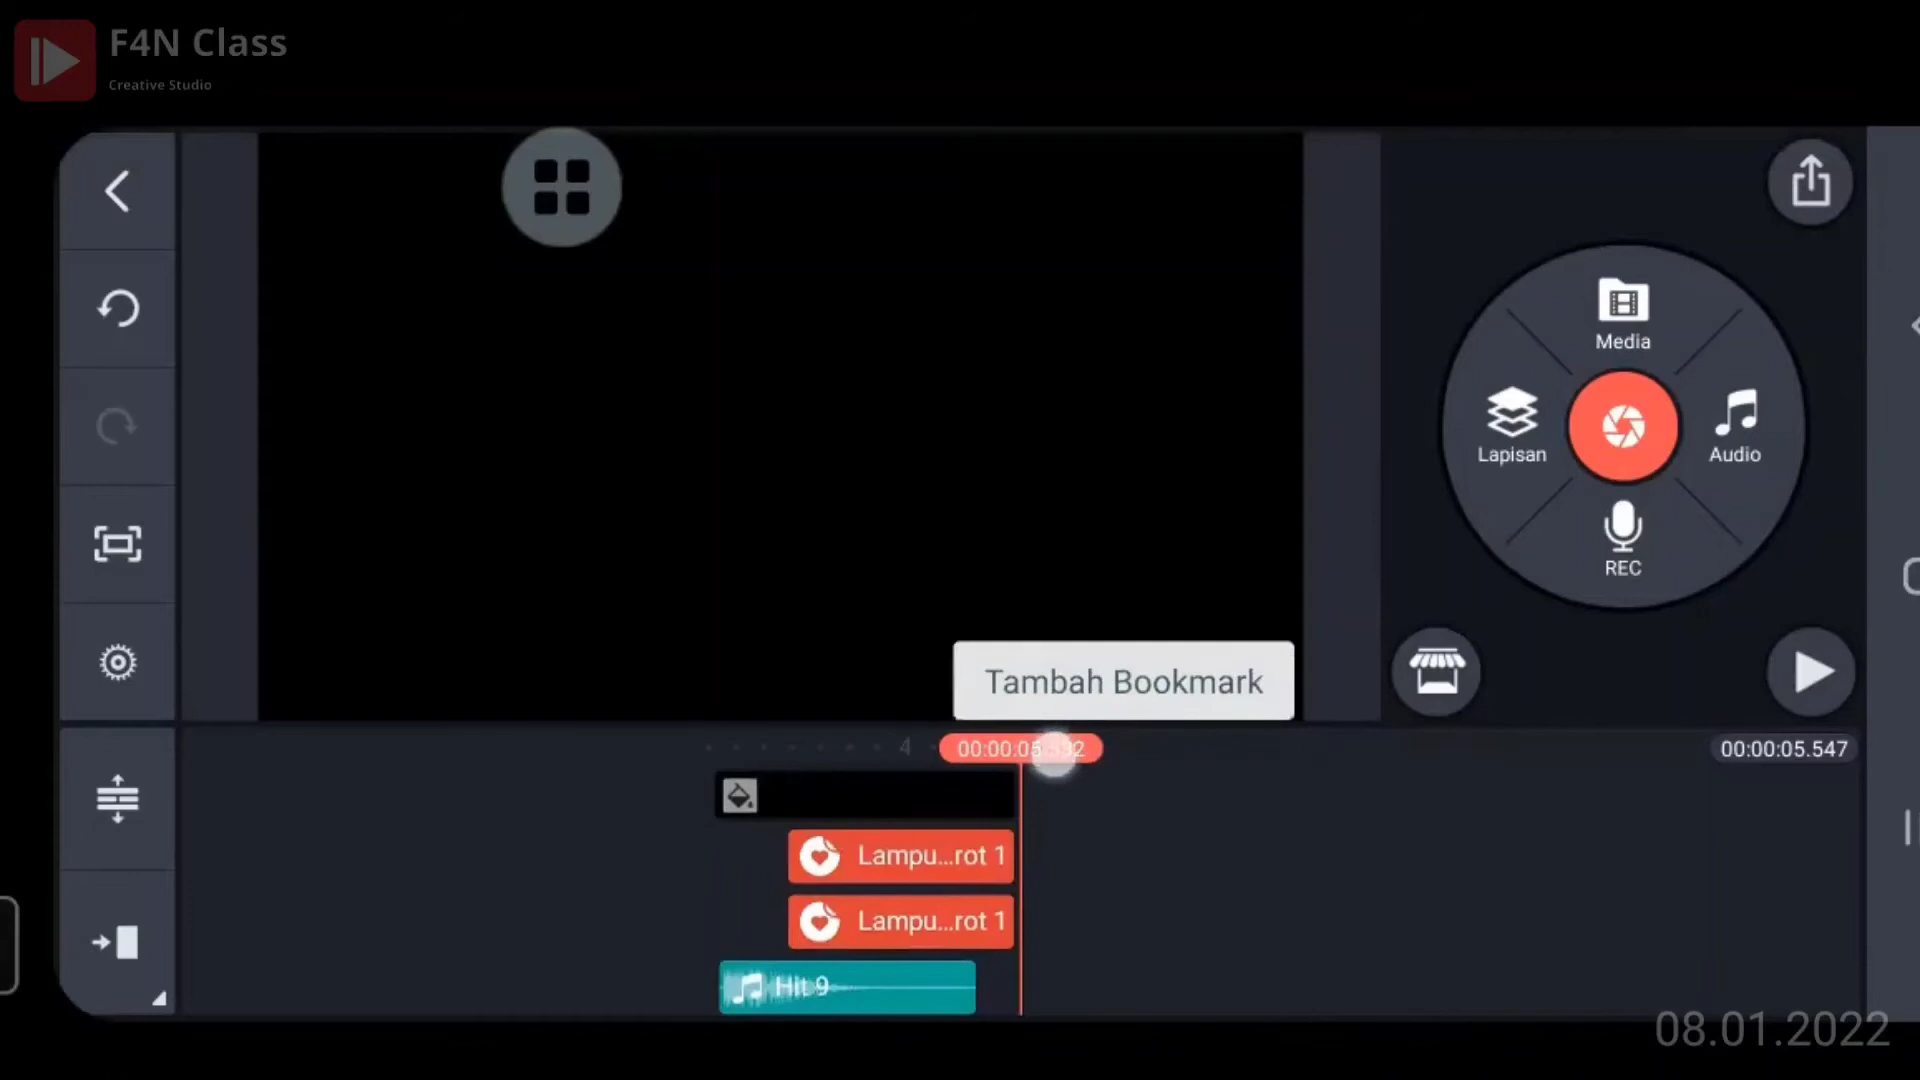 F4N Class
Creative Studio
Media
Lapisan
Audio
REC
Tambah Bookmark
4
00:00:05.547
Lampu...rot 1
Lampu...rot 1
Hit 9
08.01.2022